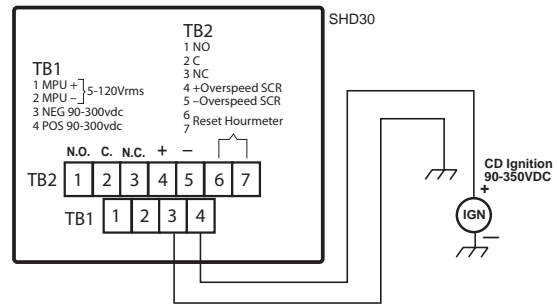 SHD30
TB2
1 NO
2 C
3 NC
4 +Overspeed SCR
5 –Overspeed SCR
6
7 Reset Hourmeter
TB1
1 MPU +
2 MPU –
5-120Vrms
3 NEG 90-300vdc
4 POS 90-300vdc
N.O. C. N.C. + –
TB2 1 2 3 4 5 6 7
TB1 1 2 3 4
CD Ignition
90-350VDC
+
IGN
–